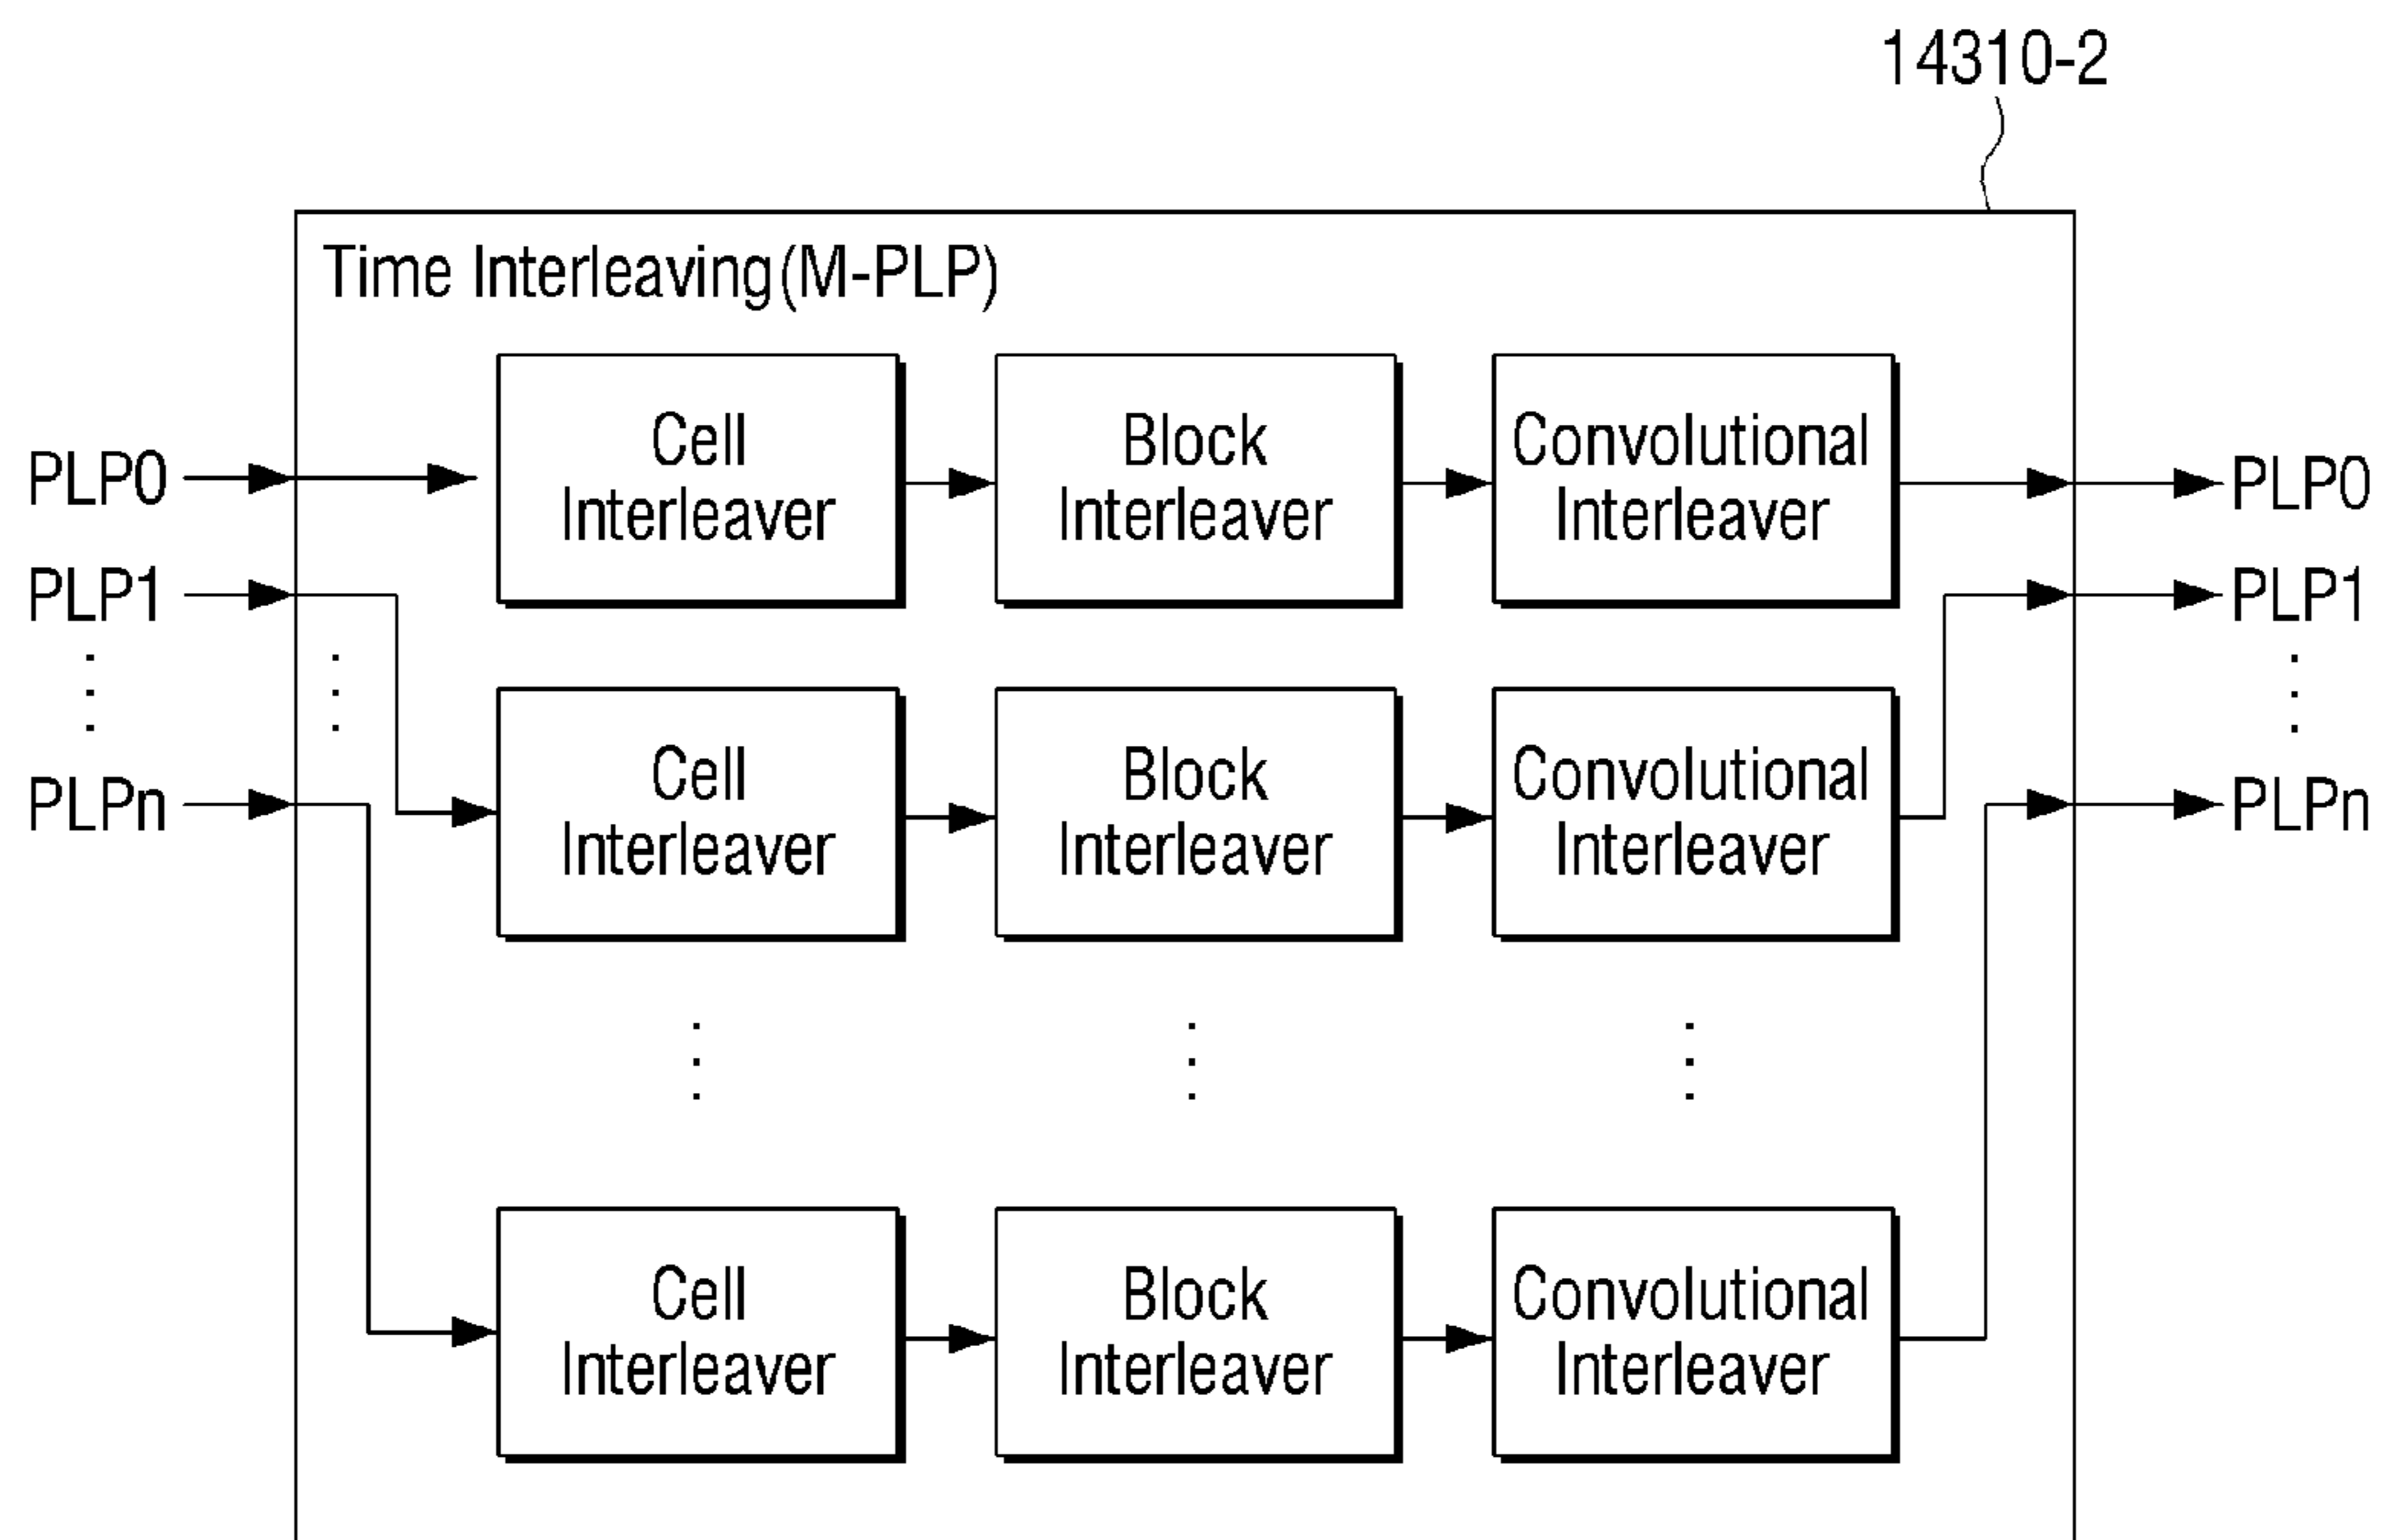 14310-2
Time Interleaving(M-PLP)
PLP0
Cell
Interleaver
Block
Interleaver
Convolutional
Interleaver
PLP0
PLP1
PLP1
PLPn
Cell
Interleaver
Block
Interleaver
Convolutional
Interleaver
PLPn
Cell
Interleaver
Block
Interleaver
Convolutional
Interleaver